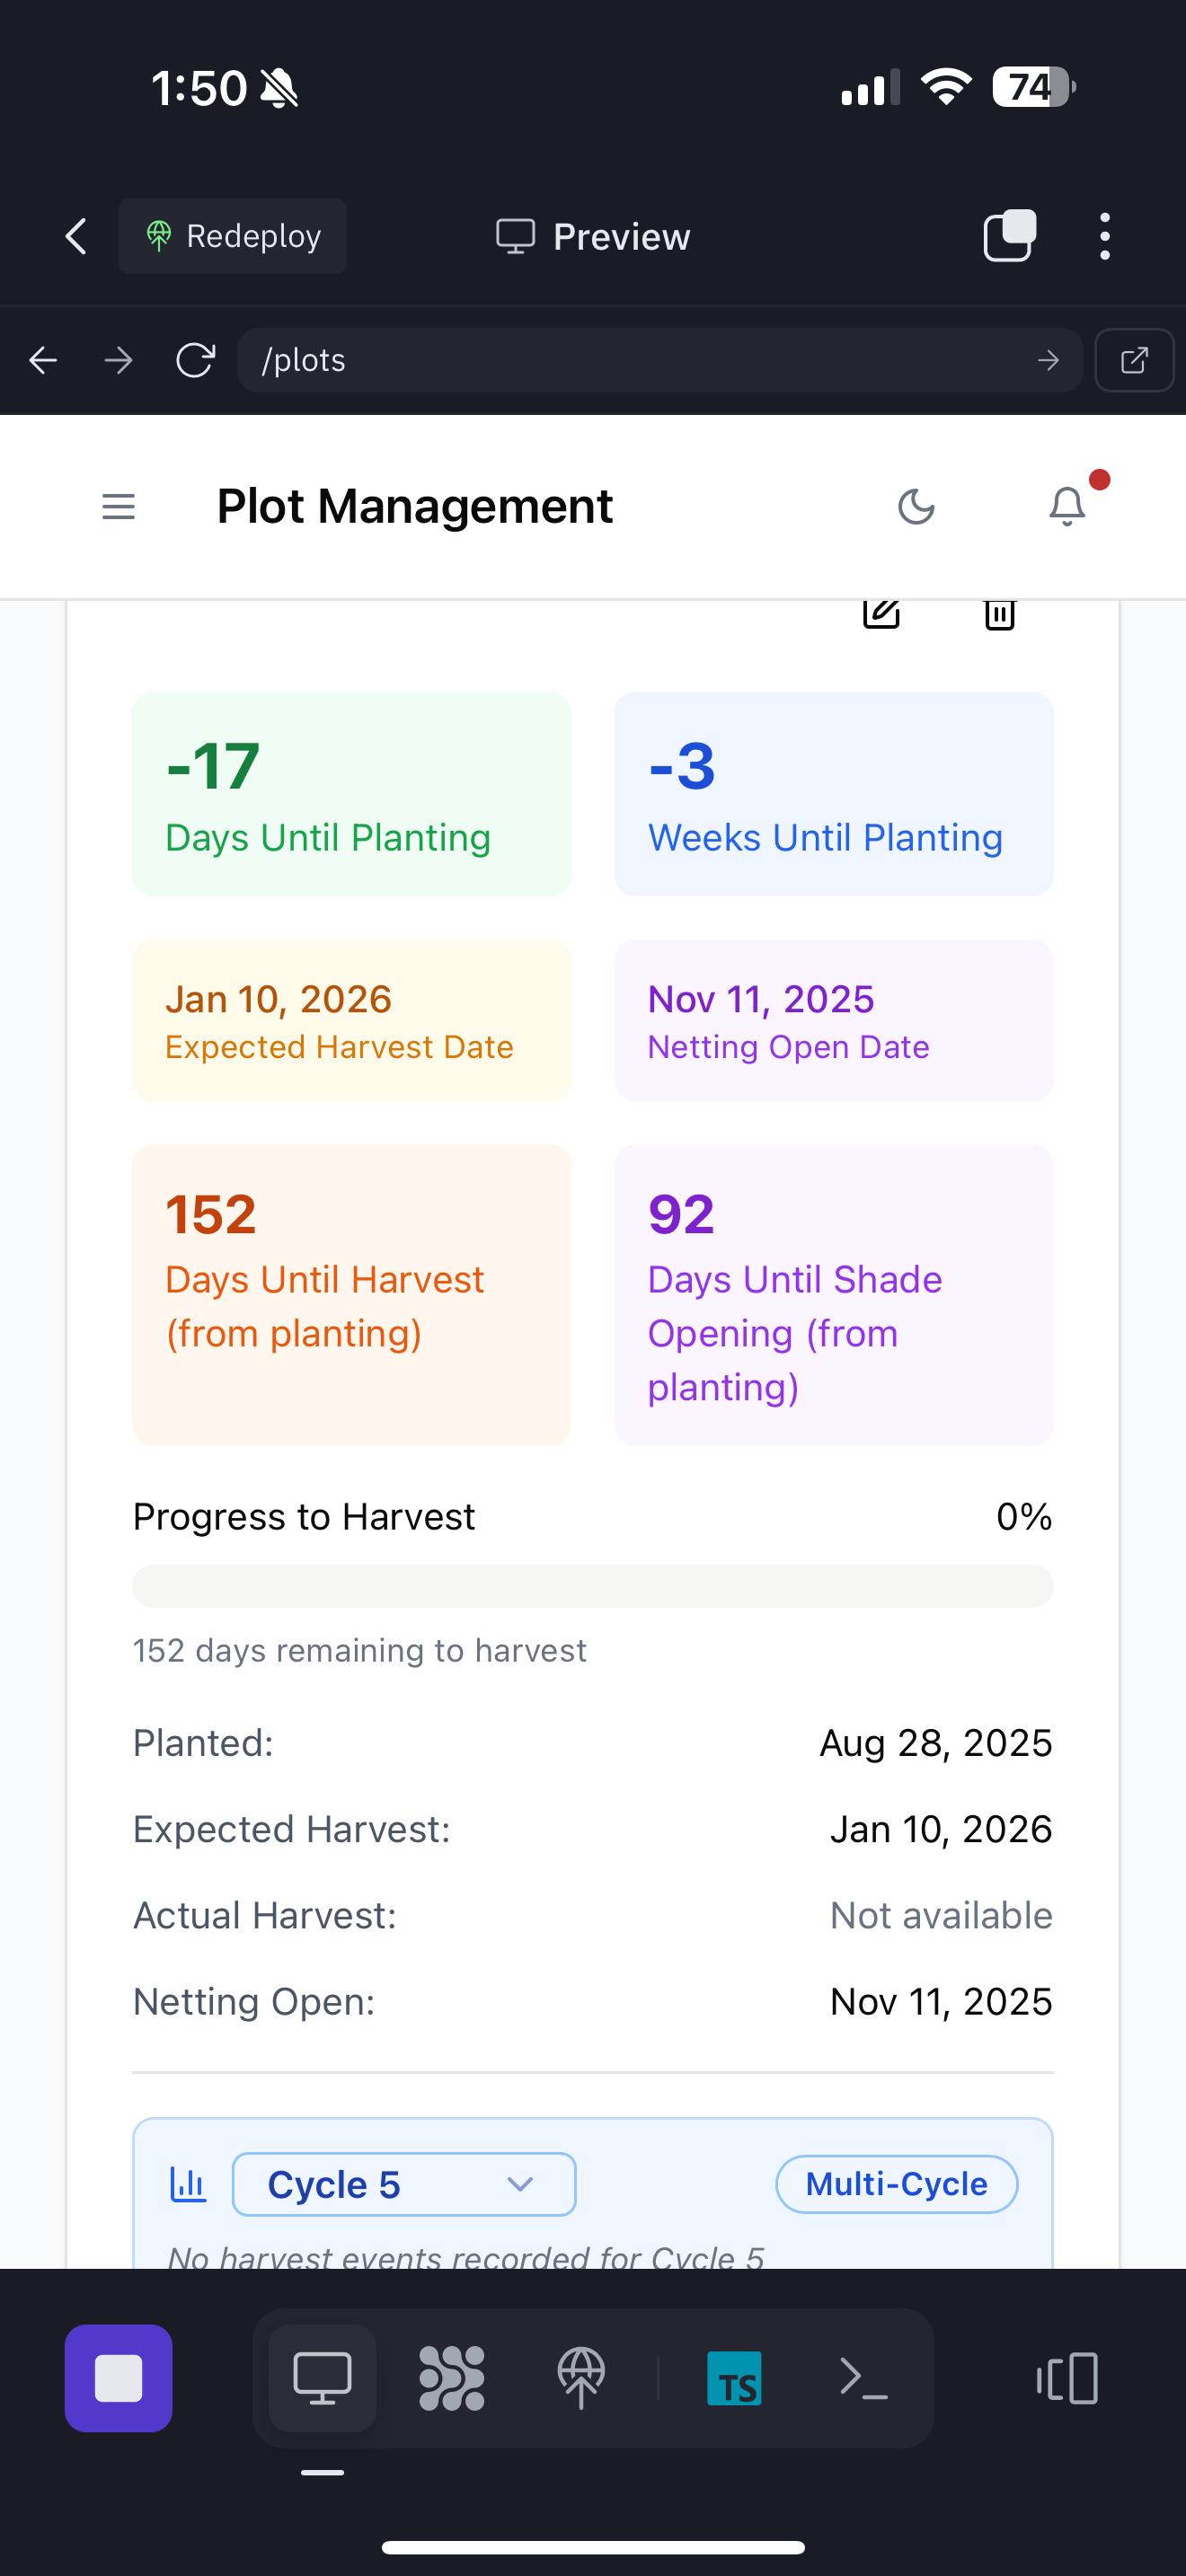 1:50
74
Redeploy
Preview
/plots
Plot Management
-17
Days Until Planting
-3
Weeks Until Planting
Jan 10, 2026
Expected Harvest Date
Nov 11, 2025
Netting Open Date
152
Days Until Harvest
(from planting)
92
Days Until Shade
Opening (from
planting)
Progress to Harvest
0%
152 days remaining to harvest
Planted:
Aug 28, 2025
Expected Harvest:
Jan 10, 2026
Actual Harvest:
Not available
Netting Open:
Nov 11, 2025
Cycle 5
Multi-Cycle
No harvest events recorded for Cycle 5
TS